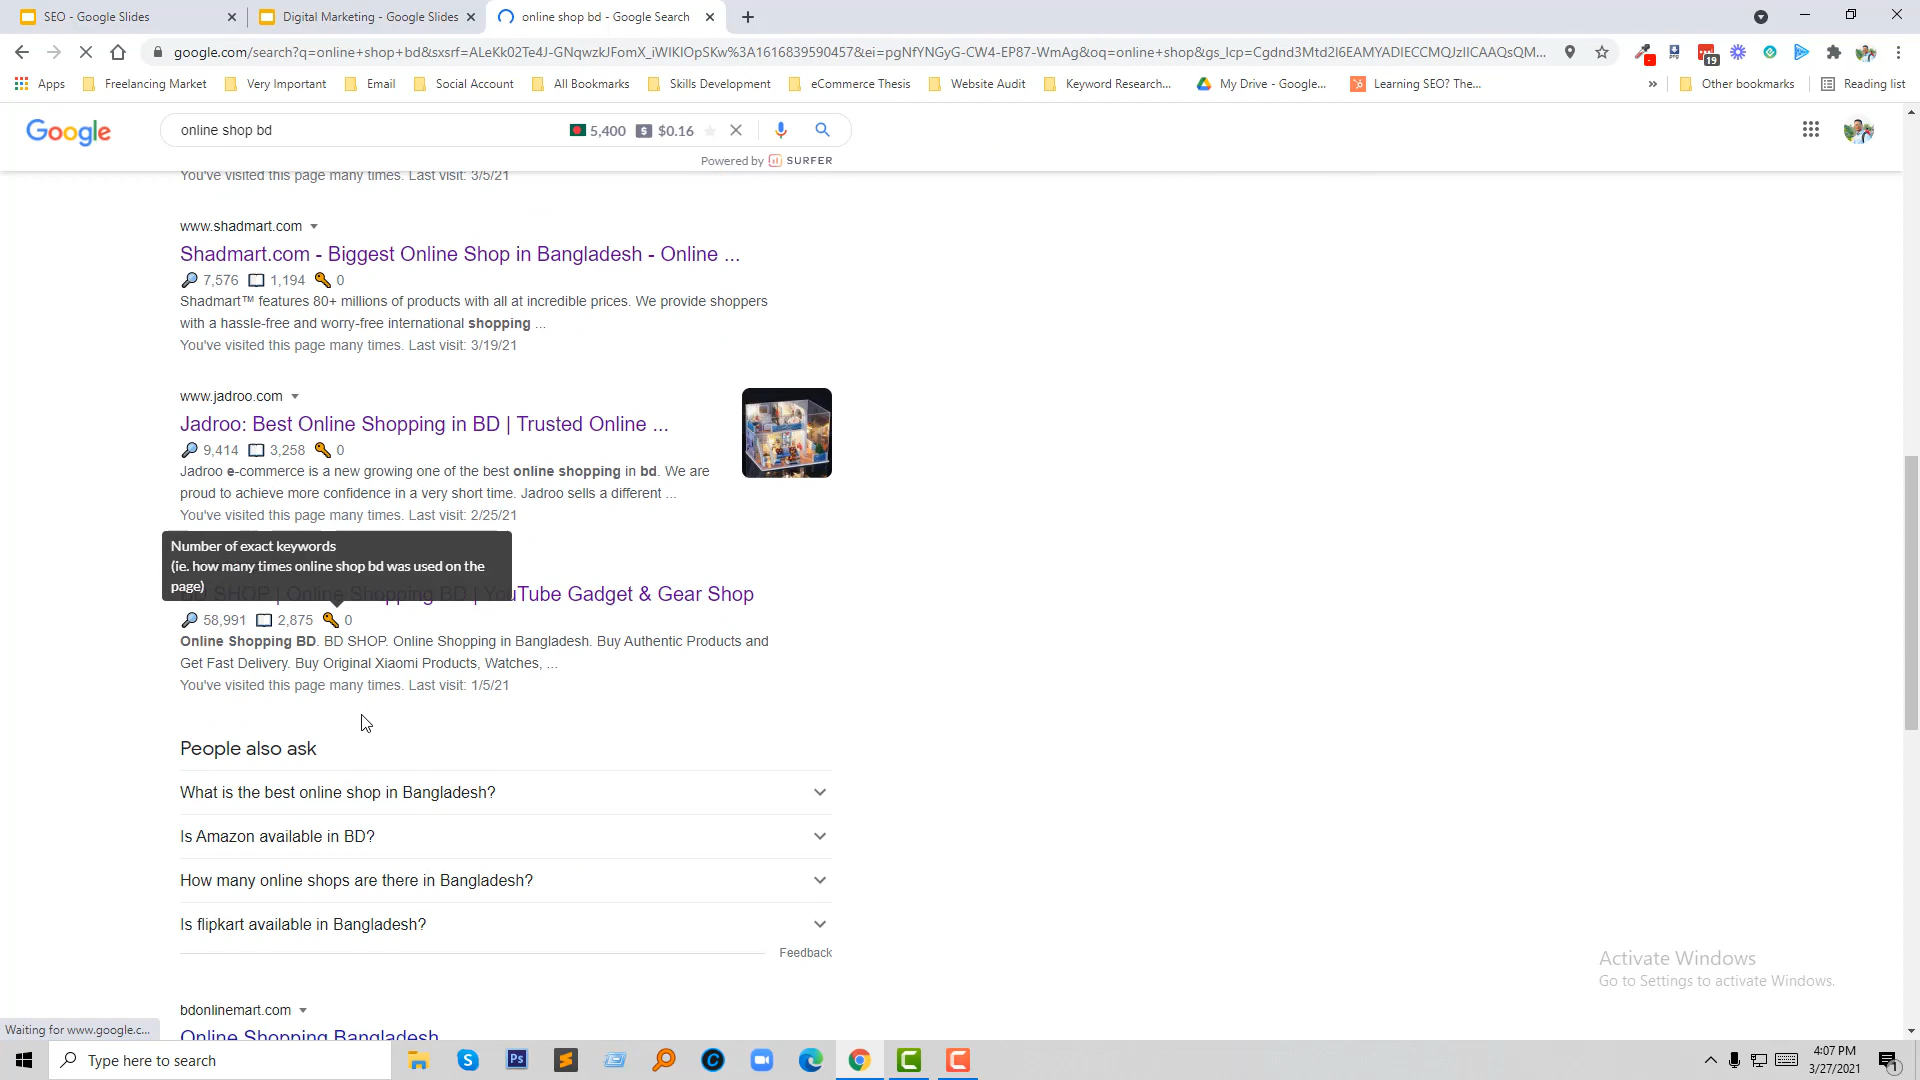 SEO - Google Slides
Digital Marketing - Google Slides
online shop bd - Google Search
google.com/search?q=online+shop+bd&sxsrf=ALeKk02Te4J-GNqwzkJFomX_iWIKIOpSKw%3A1616839590457&ei=pgNfYNGyG-CW4-EP87-WmAg&oq=online+shop&gs_lcp=Cgdnd3Mtd2l6EAMYADIECCMQJzIICAAQsQM...
19
Apps
Freelancing Market
Very Important
Email
Social Account
All Bookmarks
Skills Development
eCommerce Thesis
Website Audit
Keyword Research...
My Drive - Google...
Learning SEO? The...
»
Other bookmarks
Reading list
Google
online shop bd
5,400
$
$0.16
Powered by SURFER
You've visited this page many times. Last visit: 3/5/21
www.shadmart.com
Shadmart.com - Biggest Online Shop in Bangladesh - Online ...
7,576 1,194 0
Shadmart™ features 80+ millions of products with all at incredible prices. We provide shoppers
with a hassle-free and worry-free international shopping ...
You've visited this page many times. Last visit: 3/19/21
www.jadroo.com
Jadroo: Best Online Shopping in BD | Trusted Online ...
9,414 3,258 0
Jadroo e-commerce is a new growing one of the best online shopping in bd. We are
proud to achieve more confidence in a very short time. Jadroo sells a different ...
You've visited this page many times. Last visit: 2/25/21
Number of exact keywords
(ie. how many times online shop bd was used on the
page)
BD SHOP | Online Shopping BD | YouTube Gadget & Gear Shop
58,991 2,875 0
Online Shopping BD. BD SHOP. Online Shopping in Bangladesh. Buy Authentic Products and
Get Fast Delivery. Buy Original Xiaomi Products, Watches, ...
You've visited this page many times. Last visit: 1/5/21
People also ask
What is the best online shop in Bangladesh?
Is Amazon available in BD?
How many online shops are there in Bangladesh?
Is flipkart available in Bangladesh?
Feedback
Activate Windows
Go to Settings to activate Windows.
bdonlinemart.com
Online Shopping Bangladesh
Waiting for www.google.c...
Type here to search
Ps
4:07 PM
3/27/2021
1